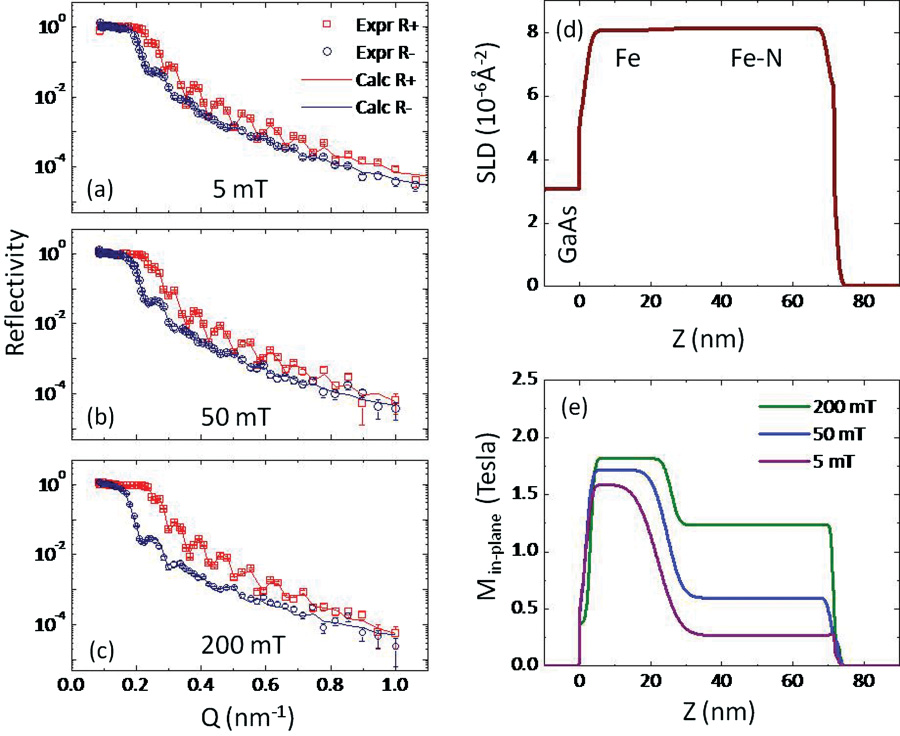 10⁰
10⁻²
10⁻⁴
Expr R+
Expr R-
Calc R+
Calc R-
(a)
5 mT
Reflectivity
10⁰
10⁻²
10⁻⁴
(b)
50 mT
10⁰
10⁻²
10⁻⁴
(c)
200 mT
0.0 0.2 0.4 0.6 0.8 1.0
Q (nm⁻¹)
(d)
SLD (10⁻⁶Å⁻²)
8
6
4
2
0
Fe
Fe-N
GaAs
0 20 40 60 80
Z (nm)
(e)
M in-plane (Tesla)
2.5
2.0
1.5
1.0
0.5
0.0
200 mT
50 mT
5 mT
0 10 20 30 40 50 60 70 80
Z (nm)